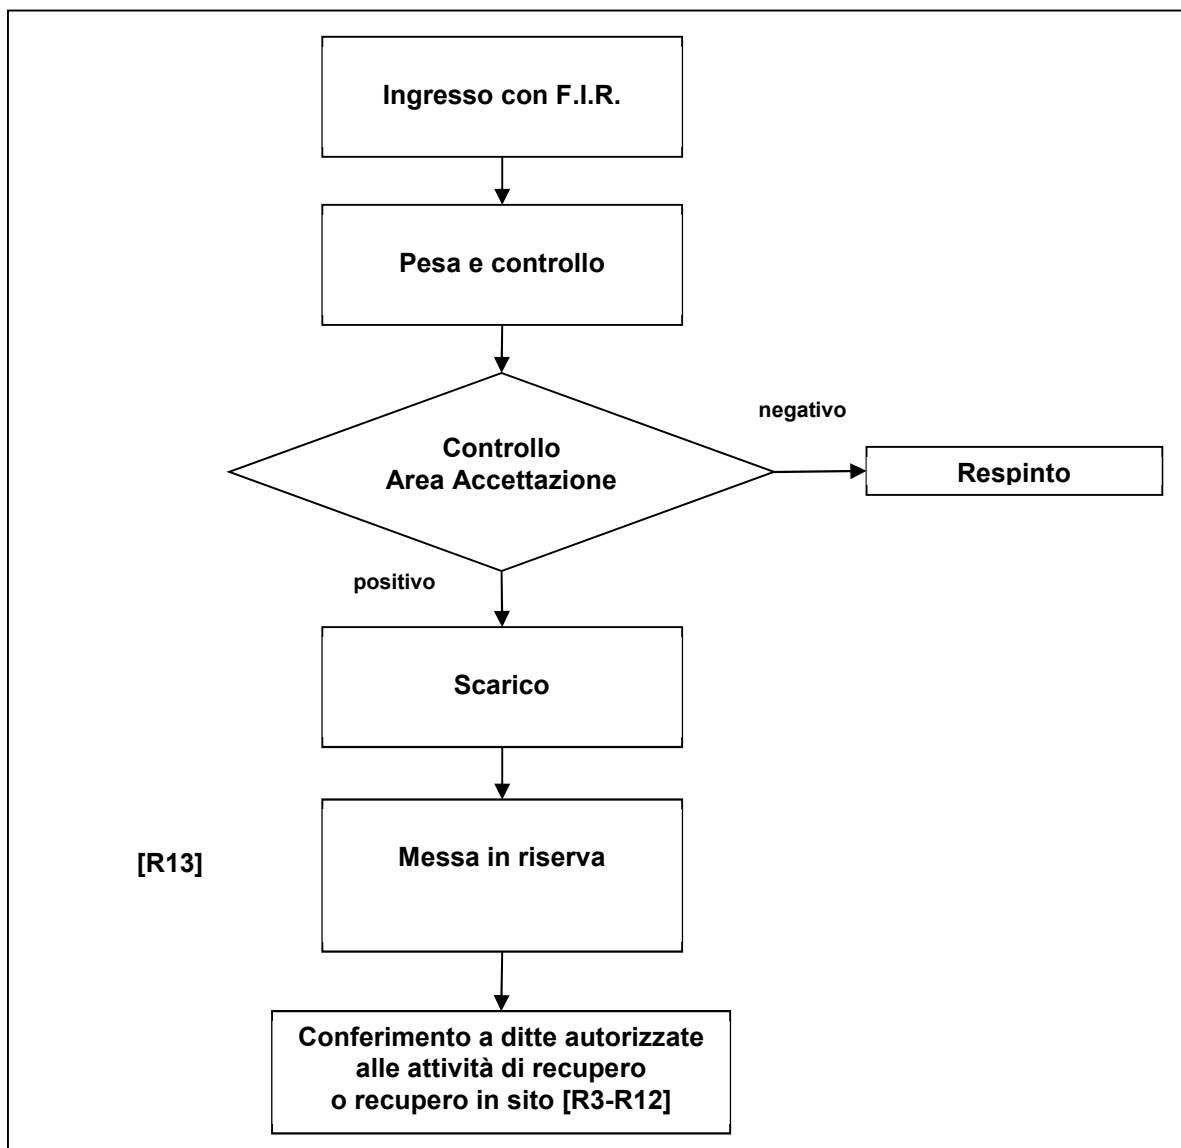 Ingresso con F.I.R.
Pesa e controllo
negativo
Controllo
Area Accettazione
Respinto
positivo
Scarico
Messa in riserva
[R13]
Conferimento a ditte autorizzate
alle attività di recupero
o recupero in sito [R3-R12]